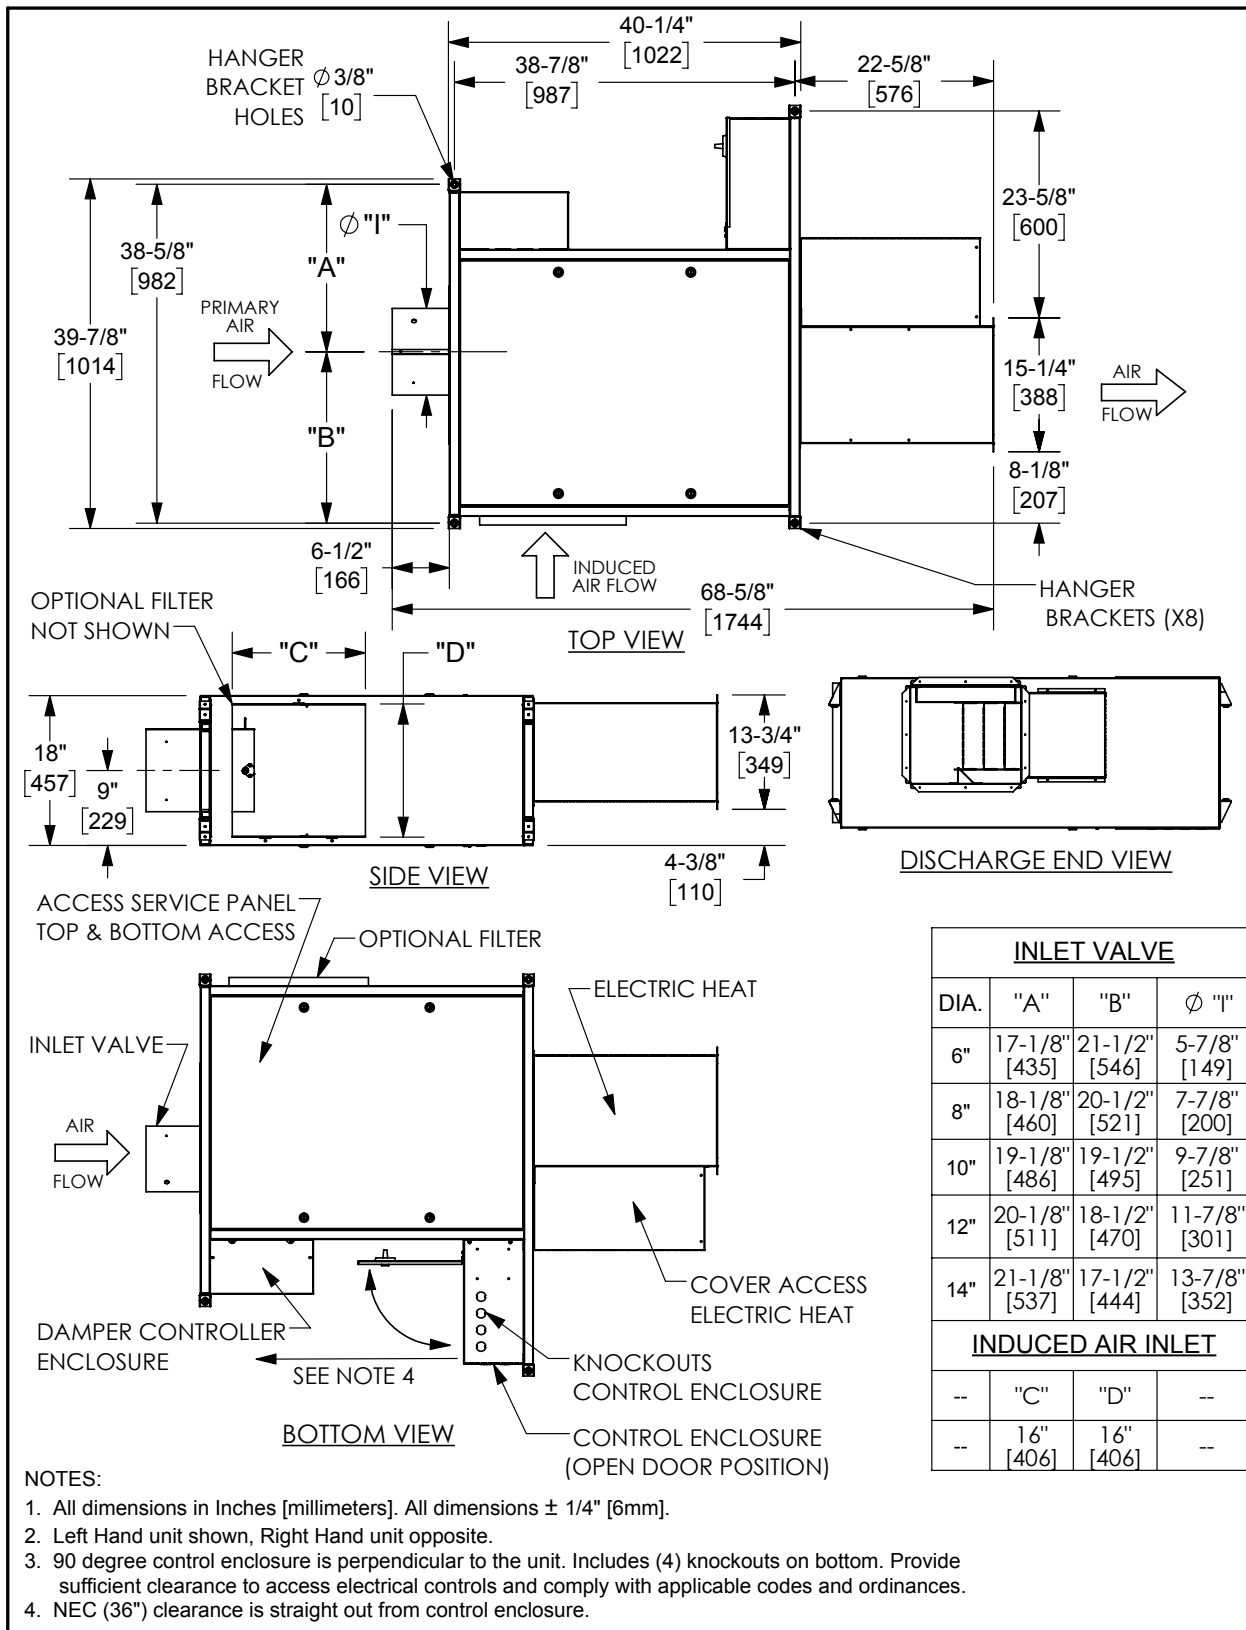 40-1/4"
[1022]
HANGER
BRACKET
HOLES
Ø 3/8"
[10]
38-7/8"
[987]
22-5/8"
[576]
Ø "I"
23-5/8"
[600]
38-5/8"
[982]
"A"
PRIMARY
AIR
FLOW
39-7/8"
[1014]
15-1/4"
[388]
AIR
FLOW
"B"
8-1/8"
[207]
6-1/2"
[166]
INDUCED
AIR FLOW
68-5/8"
[1744]
HANGER
BRACKETS (X8)
TOP VIEW
OPTIONAL FILTER
NOT SHOWN
"C"
"D"
18"
[457]
9"
[229]
13-3/4"
[349]
4-3/8"
[110]
SIDE VIEW
DISCHARGE END VIEW
ACCESS SERVICE PANEL
TOP & BOTTOM ACCESS
OPTIONAL FILTER
ELECTRIC HEAT
INLET VALVE
AIR
FLOW
COVER ACCESS
ELECTRIC HEAT
DAMPER CONTROLLER
ENCLOSURE
SEE NOTE 4
KNOCKOUTS
CONTROL ENCLOSURE
CONTROL ENCLOSURE
(OPEN DOOR POSITION)
BOTTOM VIEW
INLET VALVE
DIA. "A" "B" Ø "I"
6" 17-1/8" 21-1/2" 5-7/8"
[435] [546] [149]
8" 18-1/8" 20-1/2" 7-7/8"
[460] [521] [200]
10" 19-1/8" 19-1/2" 9-7/8"
[486] [495] [251]
12" 20-1/8" 18-1/2" 11-7/8"
[511] [470] [301]
14" 21-1/8" 17-1/2" 13-7/8"
[537] [444] [352]
INDUCED AIR INLET
-- "C" "D" --
-- 16" 16" --
[406] [406]
NOTES:
1. All dimensions in Inches [millimeters]. All dimensions ± 1/4" [6mm].
2. Left Hand unit shown, Right Hand unit opposite.
3. 90 degree control enclosure is perpendicular to the unit. Includes (4) knockouts on bottom. Provide
sufficient clearance to access electrical controls and comply with applicable codes and ordinances.
4. NEC (36") clearance is straight out from control enclosure.